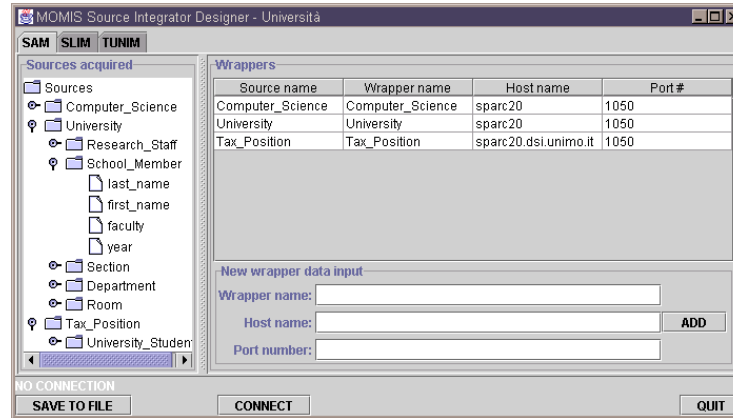 MOMIS Source Integrator Designer - Università
SAM SLIM TUNIM
Sources acquired
Sources
Computer_Science
University
Research_Staff
School_Member
last_name
first_name
faculty
year
Section
Department
Room
Tax_Position
University_Studen
Wrappers
Source name Wrapper name Host name Port #
Computer_Science Computer_Science sparc20 1050
University University sparc20 1050
Tax_Position Tax_Position sparc20.dsi.unimo.it 1050
New wrapper data input
Wrapper name:
Host name: ADD
Port number:
NO CONNECTION
SAVE TO FILE CONNECT QUIT